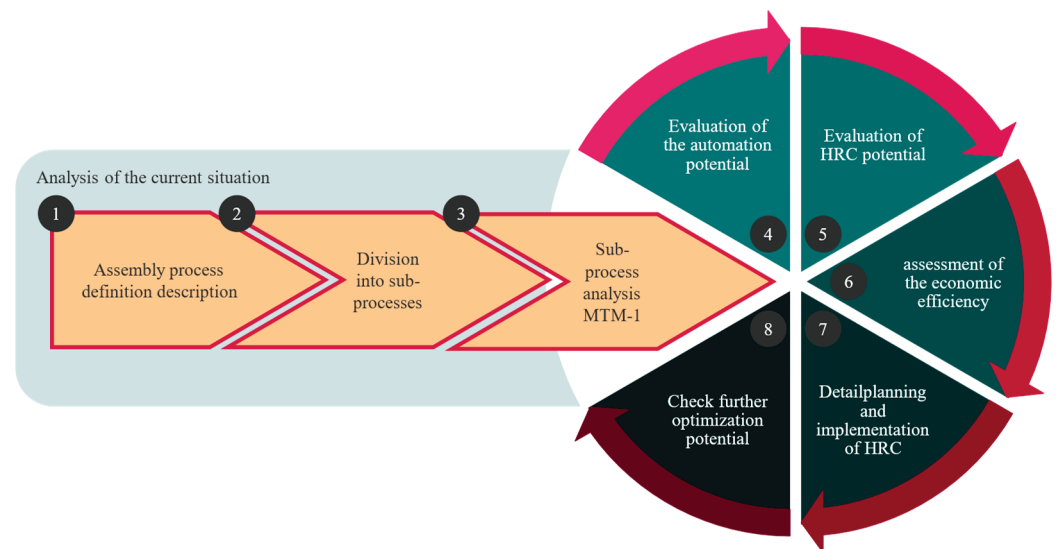 Analysis of the current situation
1
Assembly process
definition description
2
Division
into sub-
processes
3
Sub-
process
analysis
MTM-1
Evaluation of
the automation
potential
4
Evaluation of
HRC potential
5
assessment of
the economic
efficiency
6
Detailplanning
and
implementation
of HRC
7
Check further
optimization
potential
8